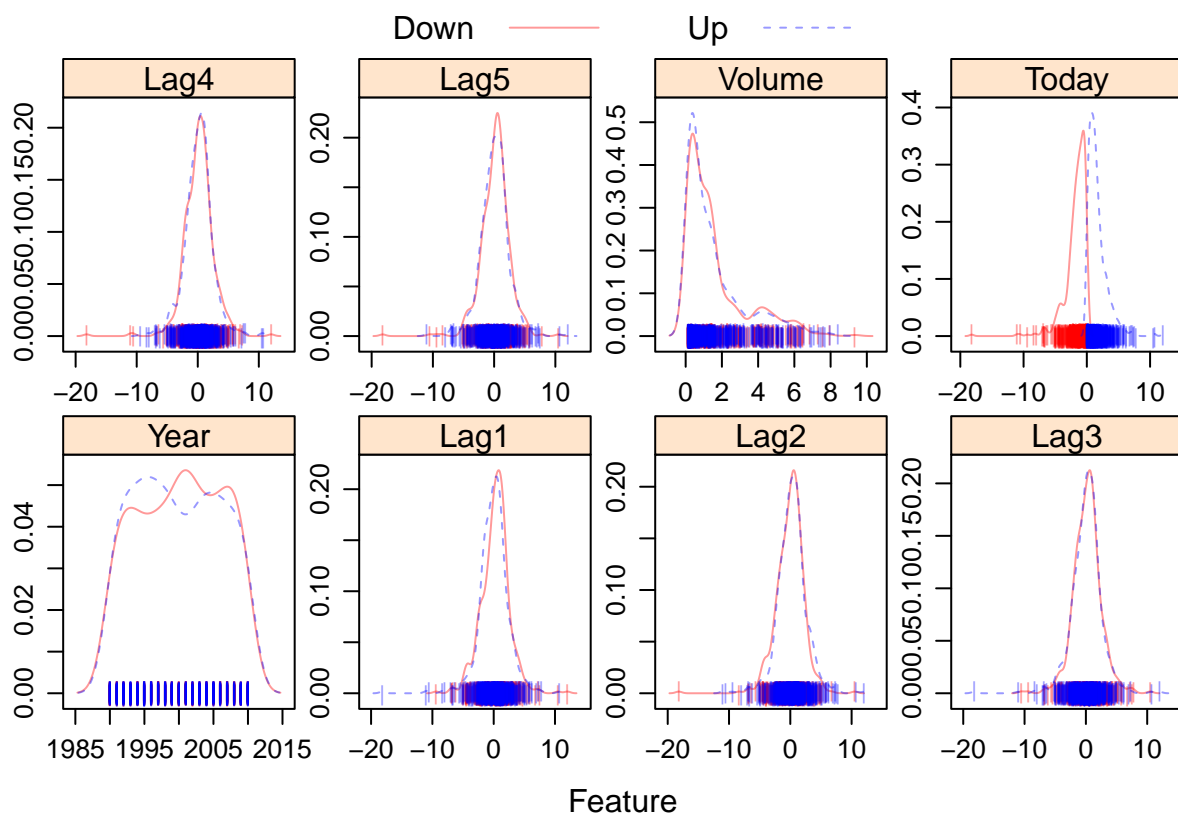 Down Up
Lag4 Lag5 Volume Today
0.00 0.05 0.10 0.15 0.20
0.00 0.10 0.20
0.0 0.1 0.2 0.3 0.4 0.5
0.0 0.1 0.2 0.3 0.4
−20 −10 0 10 −20 −10 0 10 0 2 4 6 8 10 −20 −10 0 10
Year Lag1 Lag2 Lag3
0.00 0.02 0.04
0.00 0.10 0.20
0.00 0.10 0.20
0.00 0.05 0.10 0.15 0.20
1985 1995 2005 2015 −20 −10 0 10 −20 −10 0 10 −20 −10 0 10
Feature